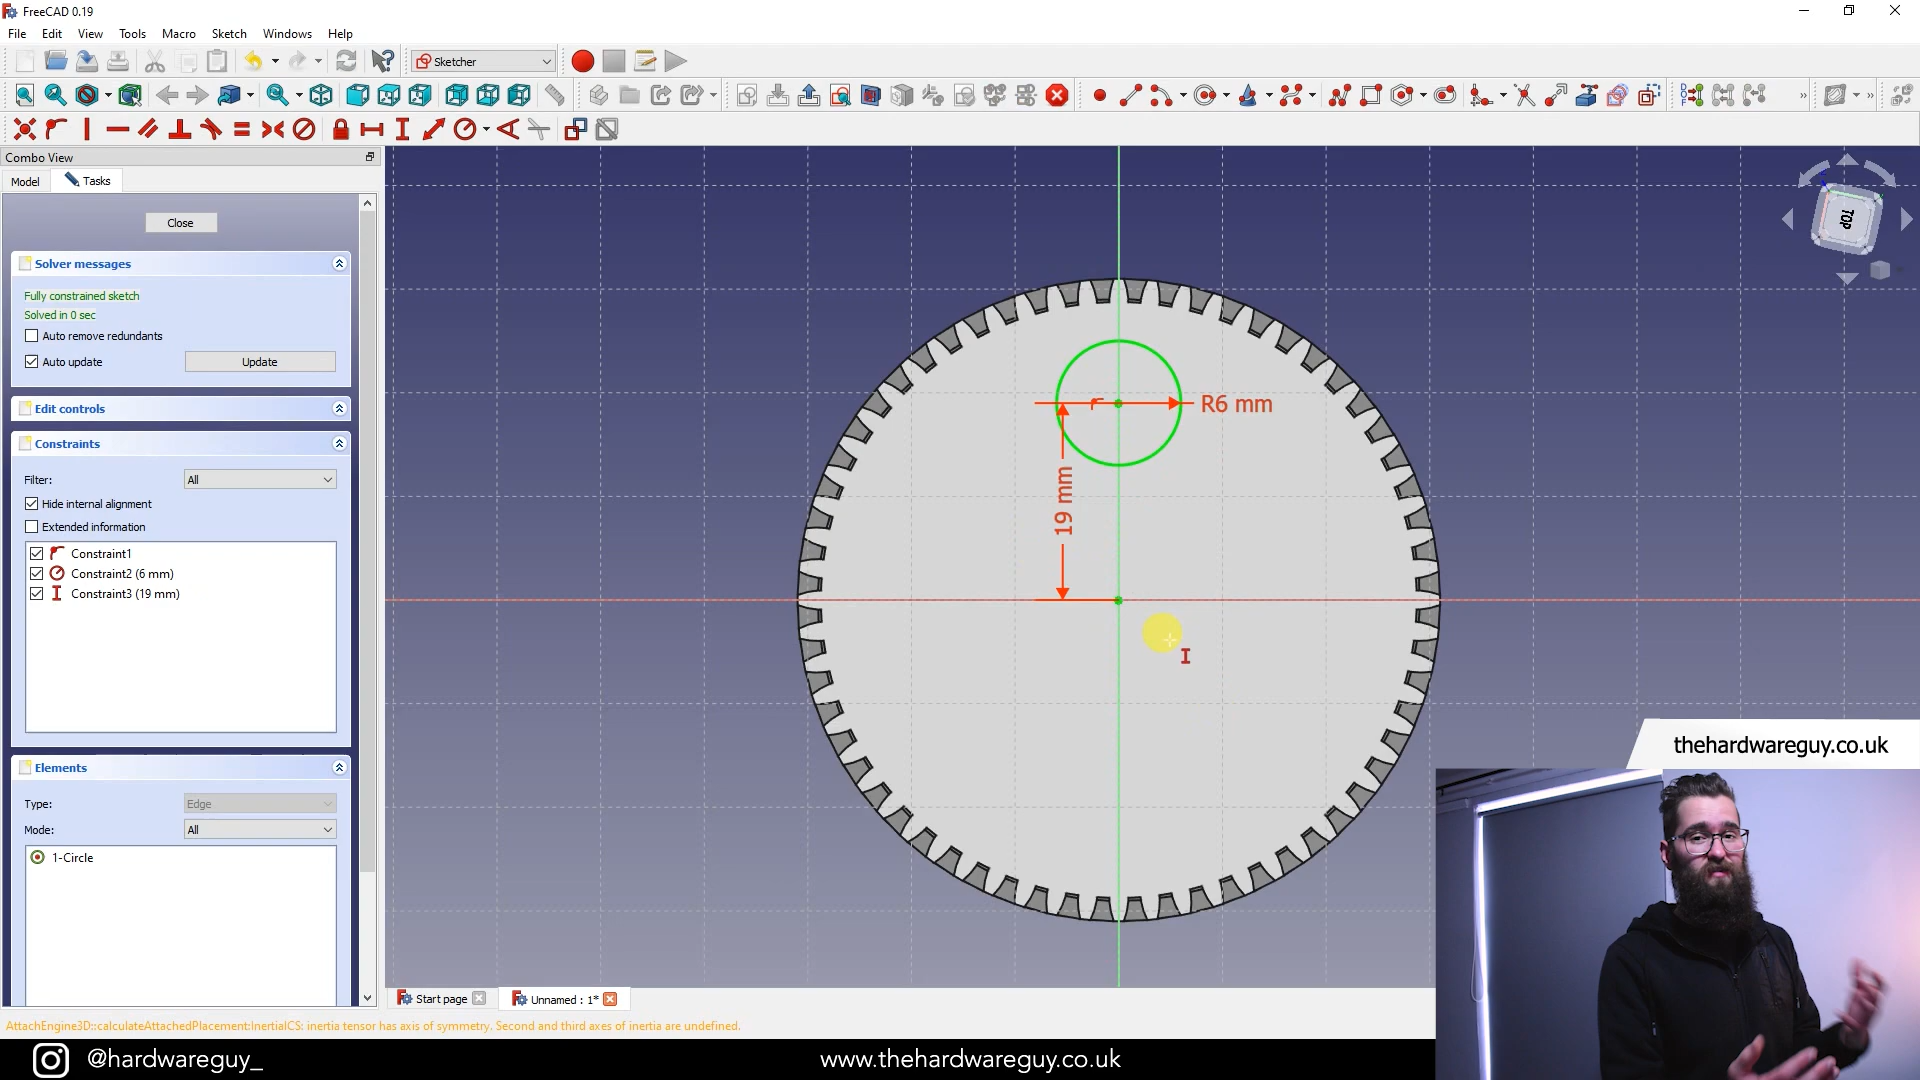 FreeCAD 0.19
File Edit View Tools Macro Sketch Windows Help
Sketcher
Combo View
Model Tasks
Close
Solver messages
Fully constrained sketch
Solved in 0 sec
Auto remove redundants
Auto update Update
Edit controls
Constraints
Filter: All
Hide internal alignment
Extended information
Constraint1
Constraint2 (6 mm)
Constraint3 (19 mm)
Elements
Type: Edge
Mode: All
1-Circle
R6 mm
19 mm
TOP
thehardwareguy.co.uk
Start page Unnamed : 1*
AttachEngine3D::calculateAttachedPlacement:InertialCS: inertia tensor has axis of symmetry. Second and third axes of inertia are undefined.
@hardwareguy_ www.thehardwareguy.co.uk